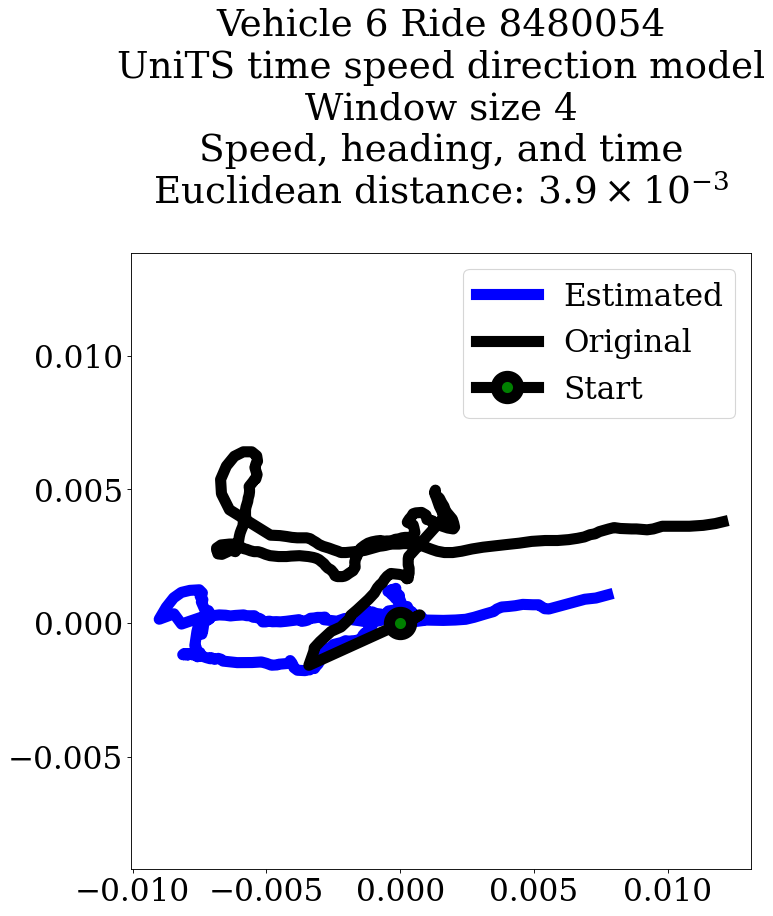 Vehicle 6 Ride 8480054
UniTS time speed direction model
Window size 4
Speed, heading, and time
Euclidean distance: $3.9 \times 10^{-3}$
Estimated
Original
Start
0.010
0.005
0.000
−0.005
−0.010 −0.005 0.000 0.005 0.010